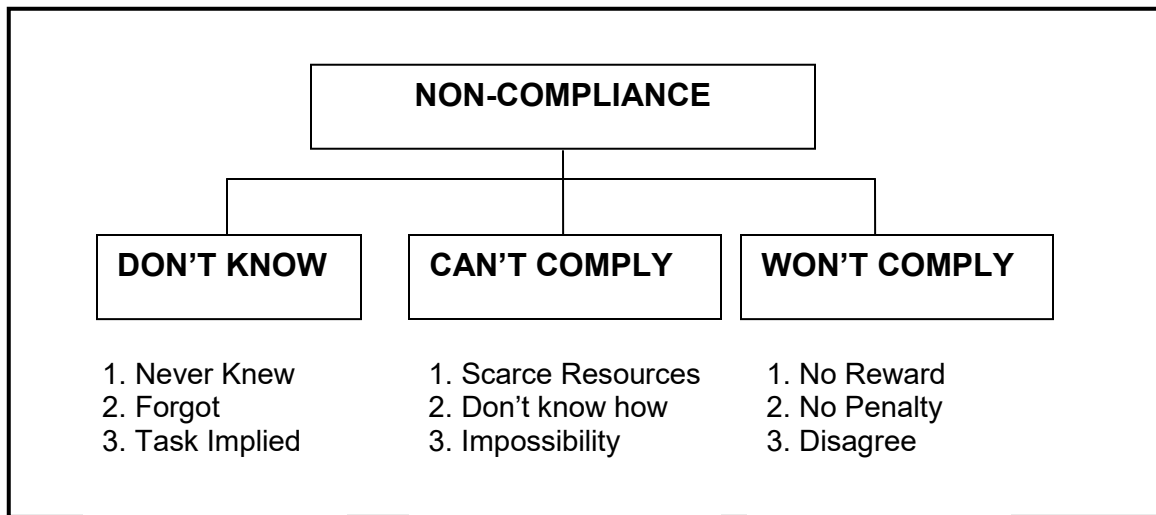 NON-COMPLIANCE
DON’T KNOW
CAN’T COMPLY
WON’T COMPLY
1. Never Knew
2. Forgot
3. Task Implied
1. Scarce Resources
2. Don’t know how
3. Impossibility
1. No Reward
2. No Penalty
3. Disagree